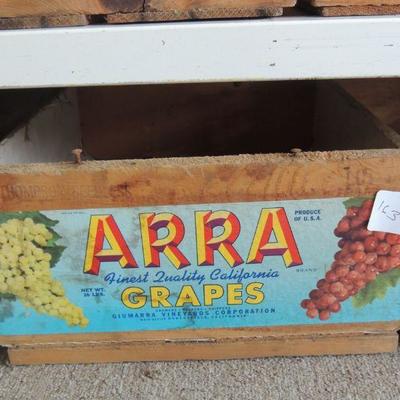 ARRA
PRODUCE
OF U.S.A.
BRAND
Finest Quality California
NET WT.
26 LBS.
GRAPES
GIUMARRA VINEYARDS CORPORATION
163